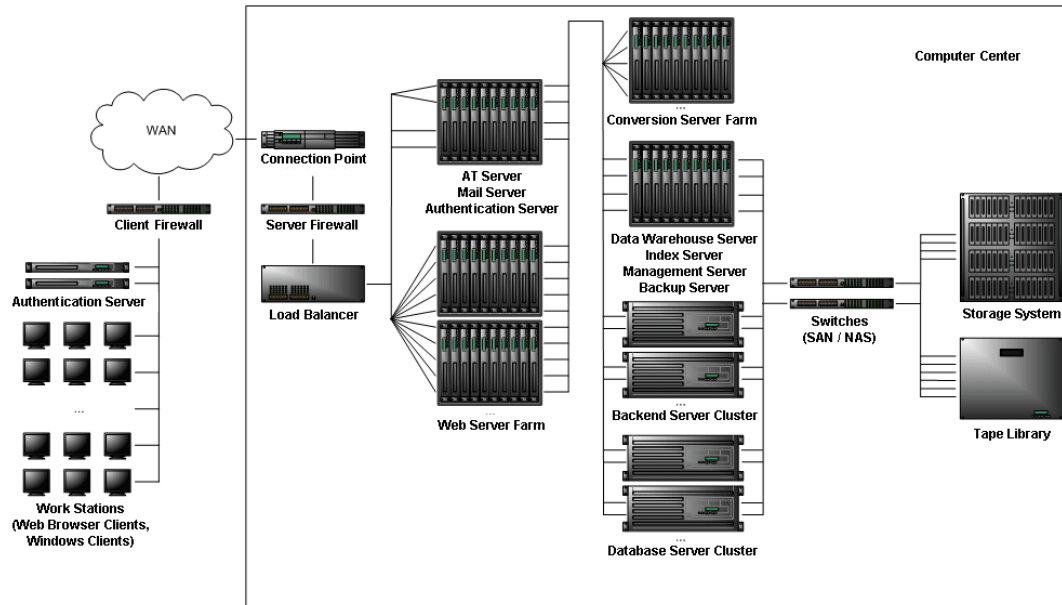 Computer Center
WAN
Connection Point
Client Firewall
Server Firewall
Authentication Server
Load Balancer
...
Work Stations
(Web Browser Clients,
Windows Clients)
AT Server
Mail Server
Authentication Server
...
Web Server Farm
...
Conversion Server Farm
Data Warehouse Server
Index Server
Management Server
Backup Server
...
Backend Server Cluster
...
Database Server Cluster
Switches
(SAN / NAS)
Storage System
Tape Library